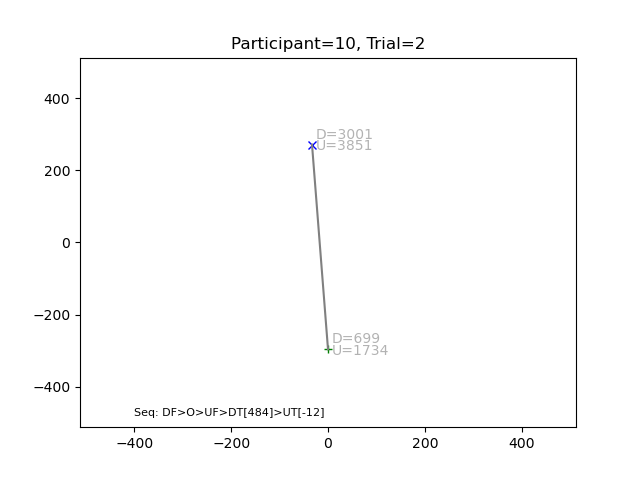 Participant=10, Trial=2
400
200
0
−200
−400
D=3001
U=3851
D=699
U=1734
Seq: DF>O>UF>DT[484]>UT[-12]
−400
−200
0
200
400